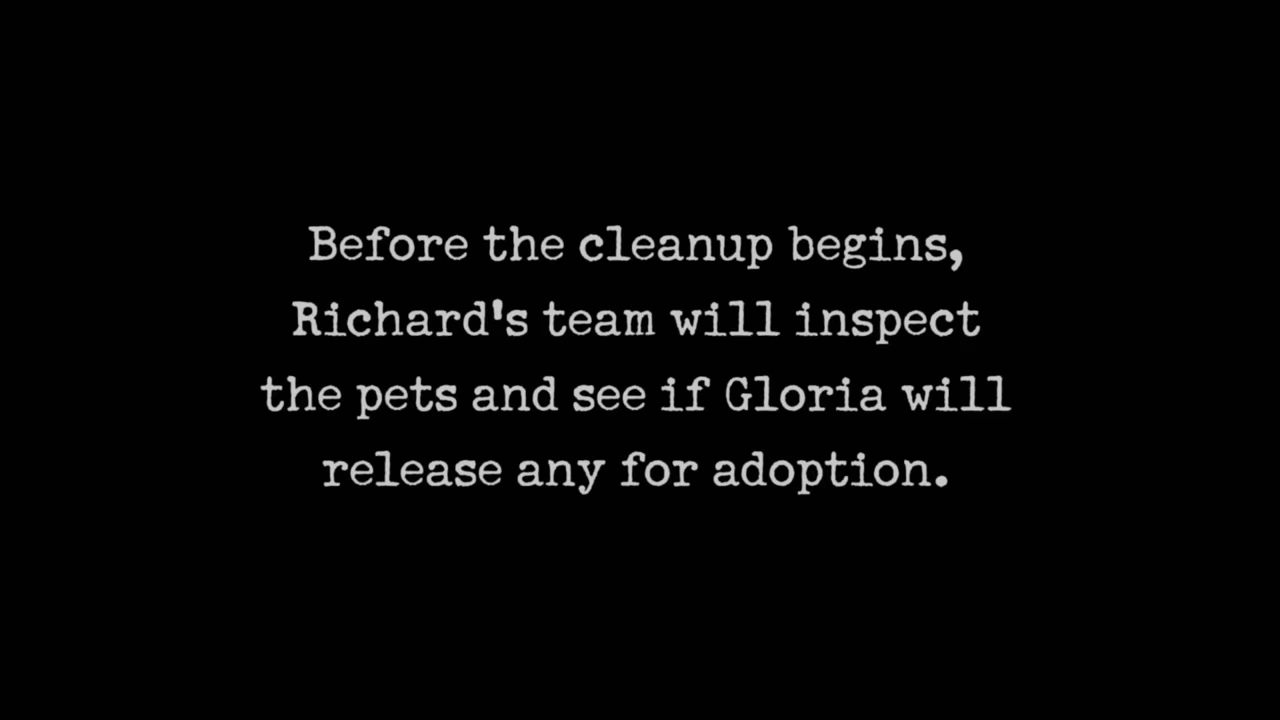 Before the cleanup begins,
Richard's team will inspect
the pets and see if Gloria will
release any for adoption.